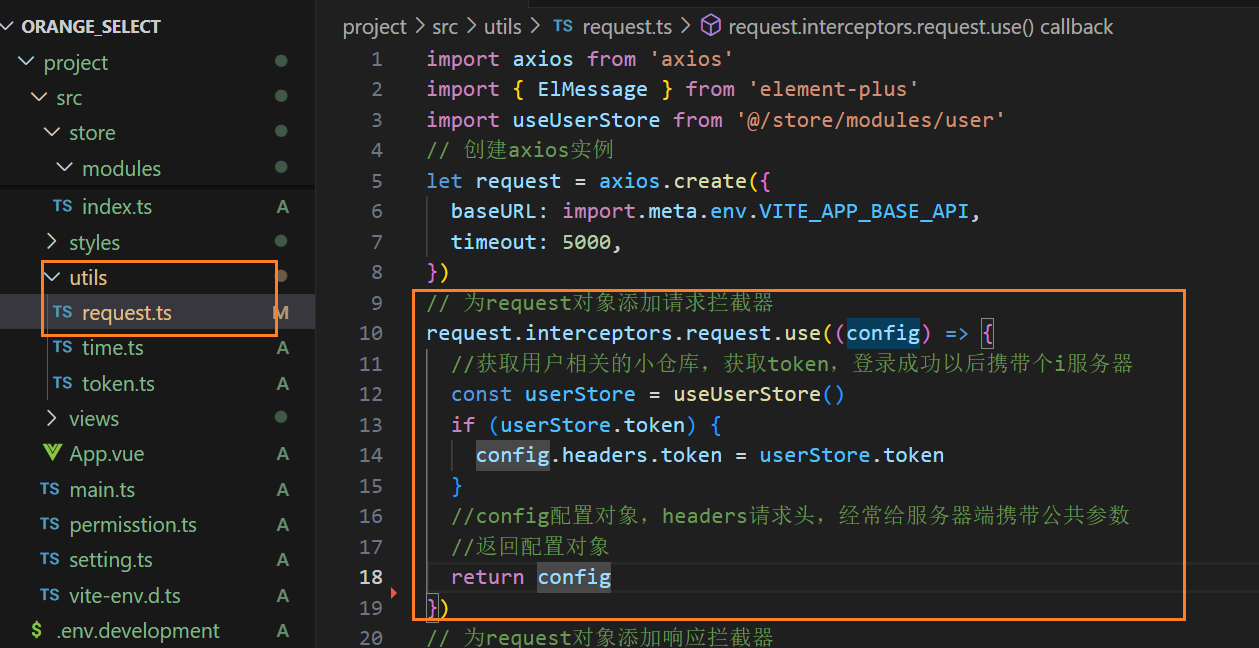 ORANGE_SELECT
project
src
store
modules
TS index.ts A
styles
utils
TS request.ts M
TS time.ts A
TS token.ts A
views
App.vue A
TS main.ts A
TS permisstion.ts A
TS setting.ts A
TS vite-env.d.ts A
$ .env.development A
project > src > utils > TS request.ts > request.interceptors.request.use() callback
1 import axios from 'axios'
2 import { ElMessage } from 'element-plus'
3 import useUserStore from '@/store/modules/user'
4 // 创建axios实例
5 let request = axios.create({
6 baseURL: import.meta.env.VITE_APP_BASE_API,
7 timeout: 5000,
8 })
9 // 为request对象添加请求拦截器
10 request.interceptors.request.use((config) => {
11 //获取用户相关的小仓库，获取token，登录成功以后携带个i服务器
12 const userStore = useUserStore()
13 if (userStore.token) {
14 config.headers.token = userStore.token
15 }
16 //config配置对象，headers请求头，经常给服务器端携带公共参数
17 //返回配置对象
18 return config
19 })
20 // 为request对象添加响应拦截器